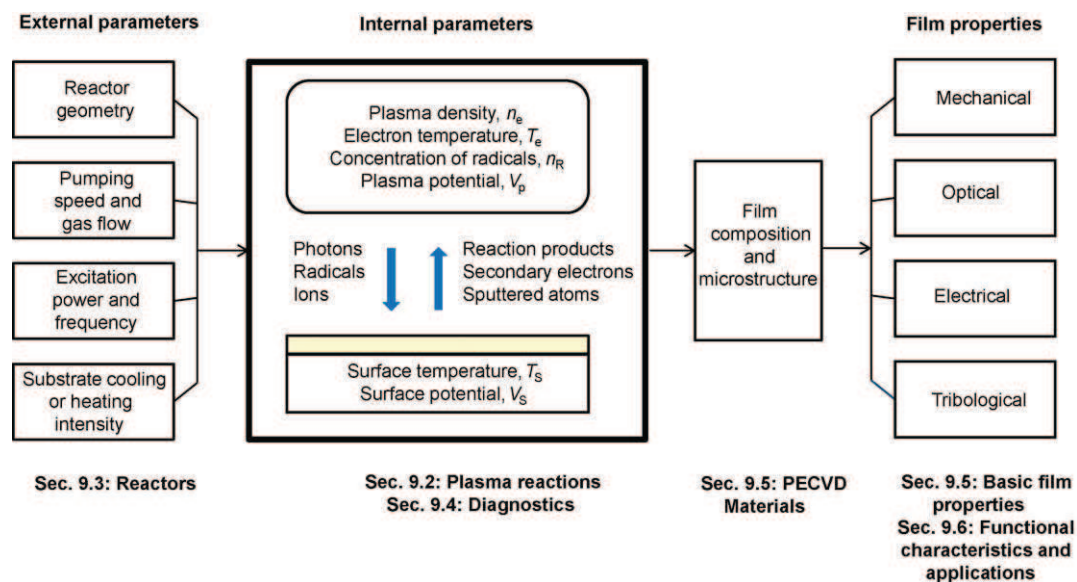 External parameters
Internal parameters
Film properties
Reactor
geometry
Pumping
speed and
gas flow
Excitation
power and
frequency
Substrate cooling
or heating
intensity
Plasma density, nₑ
Electron temperature, Tₑ
Concentration of radicals, n_R
Plasma potential, Vₚ
Photons
Radicals
Ions
Reaction products
Secondary electrons
Sputtered atoms
Surface temperature, T_S
Surface potential, V_S
Film
composition
and
microstructure
Mechanical
Optical
Electrical
Tribological
Sec. 9.3: Reactors
Sec. 9.2: Plasma reactions
Sec. 9.4: Diagnostics
Sec. 9.5: PECVD
Materials
Sec. 9.5: Basic film
properties
Sec. 9.6: Functional
characteristics and
applications